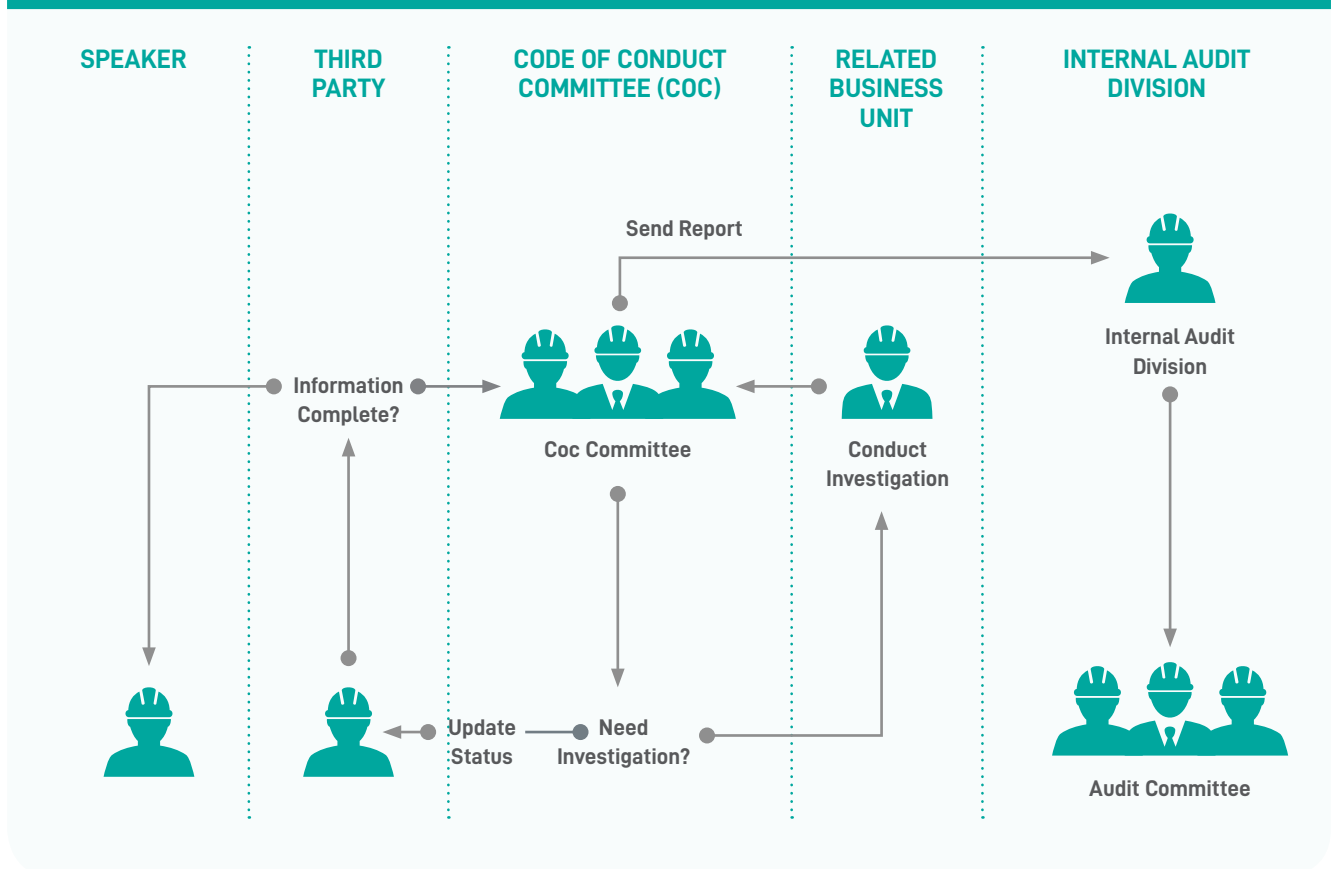 SPEAKER
THIRD
PARTY
CODE OF CONDUCT
COMMITTEE (COC)
RELATED
BUSINESS
UNIT
INTERNAL AUDIT
DIVISION
Send Report
Internal Audit
Division
Information
Complete?
Coc Committee
Conduct
Investigation
Update
Status
Need
Investigation?
Audit Committee